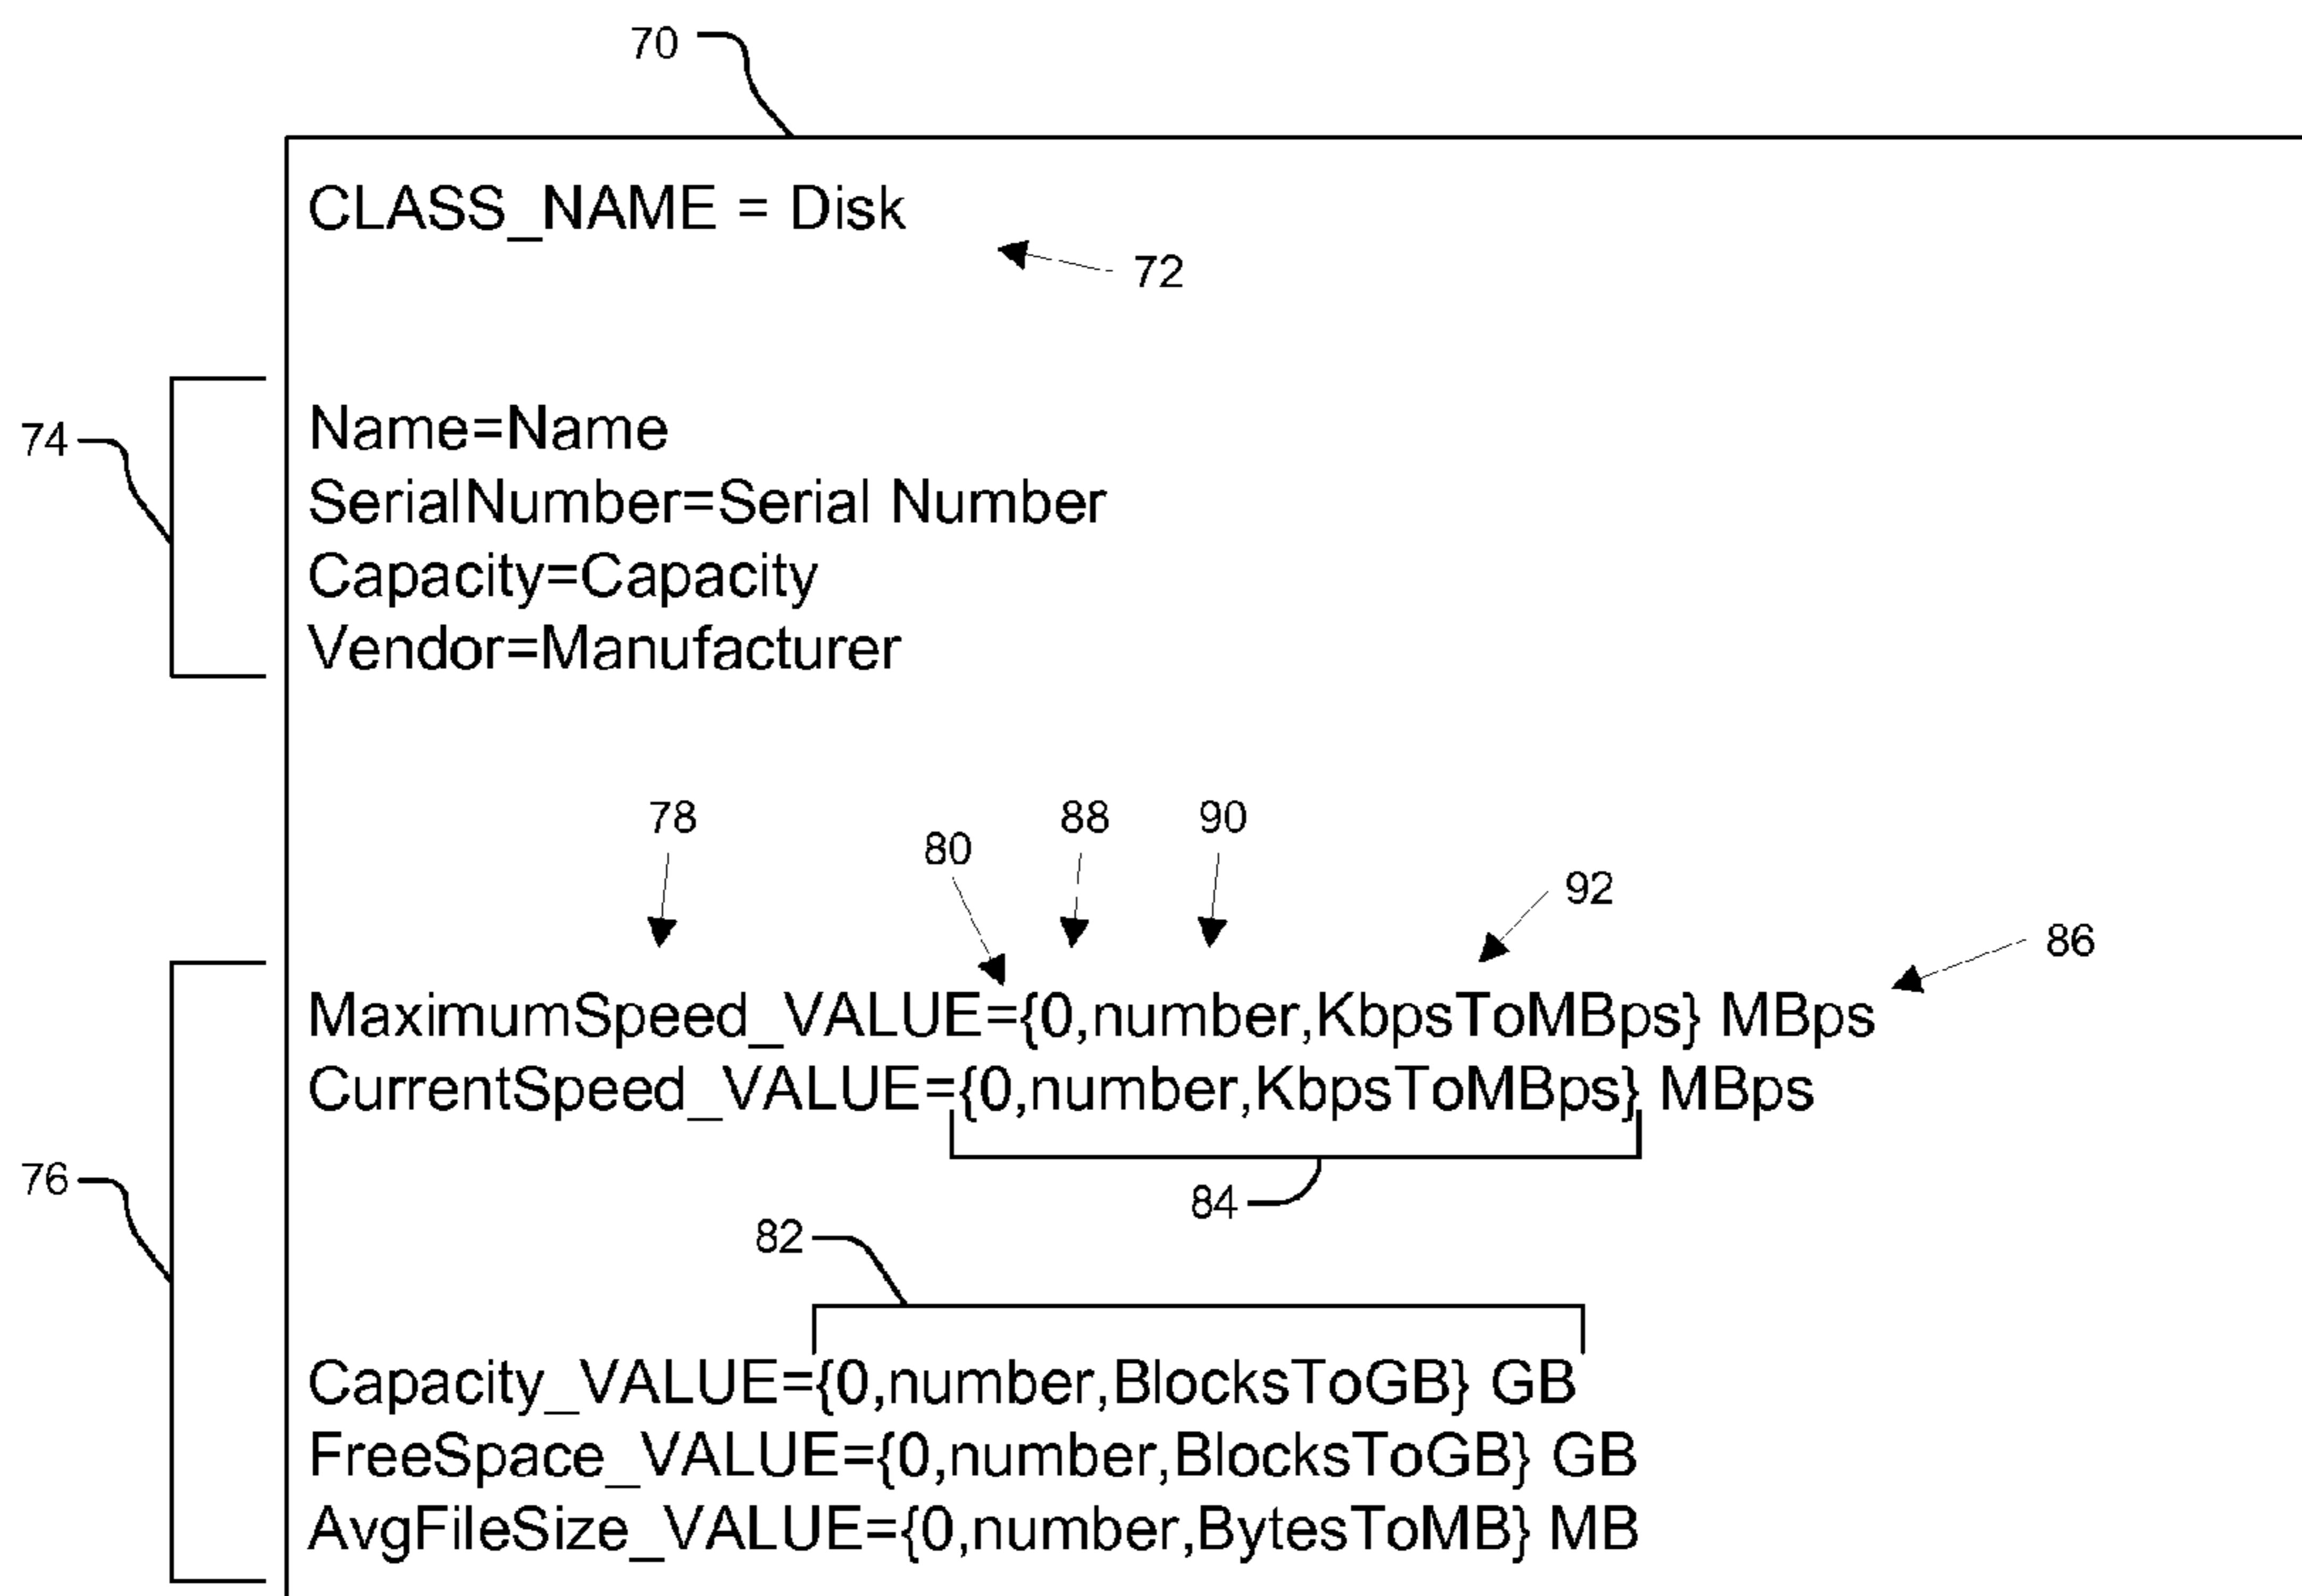 70
CLASS_NAME = Disk
72
74
Name=Name
SerialNumber=Serial Number
Capacity=Capacity
Vendor=Manufacturer
78
80
88
90
92
86
76
MaximumSpeed_VALUE={0,number,KbpsToMBps} MBps
CurrentSpeed_VALUE={0,number,KbpsToMBps} MBps
84
82
Capacity_VALUE={0,number,BlocksToGB} GB
FreeSpace_VALUE={0,number,BlocksToGB} GB
AvgFileSize_VALUE={0,number,BytesToMB} MB